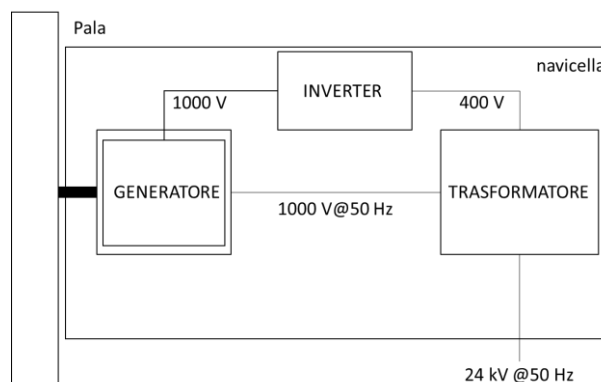 Pala
navicella
INVERTER
1000 V
400 V
GENERATORE
TRASFORMATORE
1000 V@50 Hz
24 kV @50 Hz